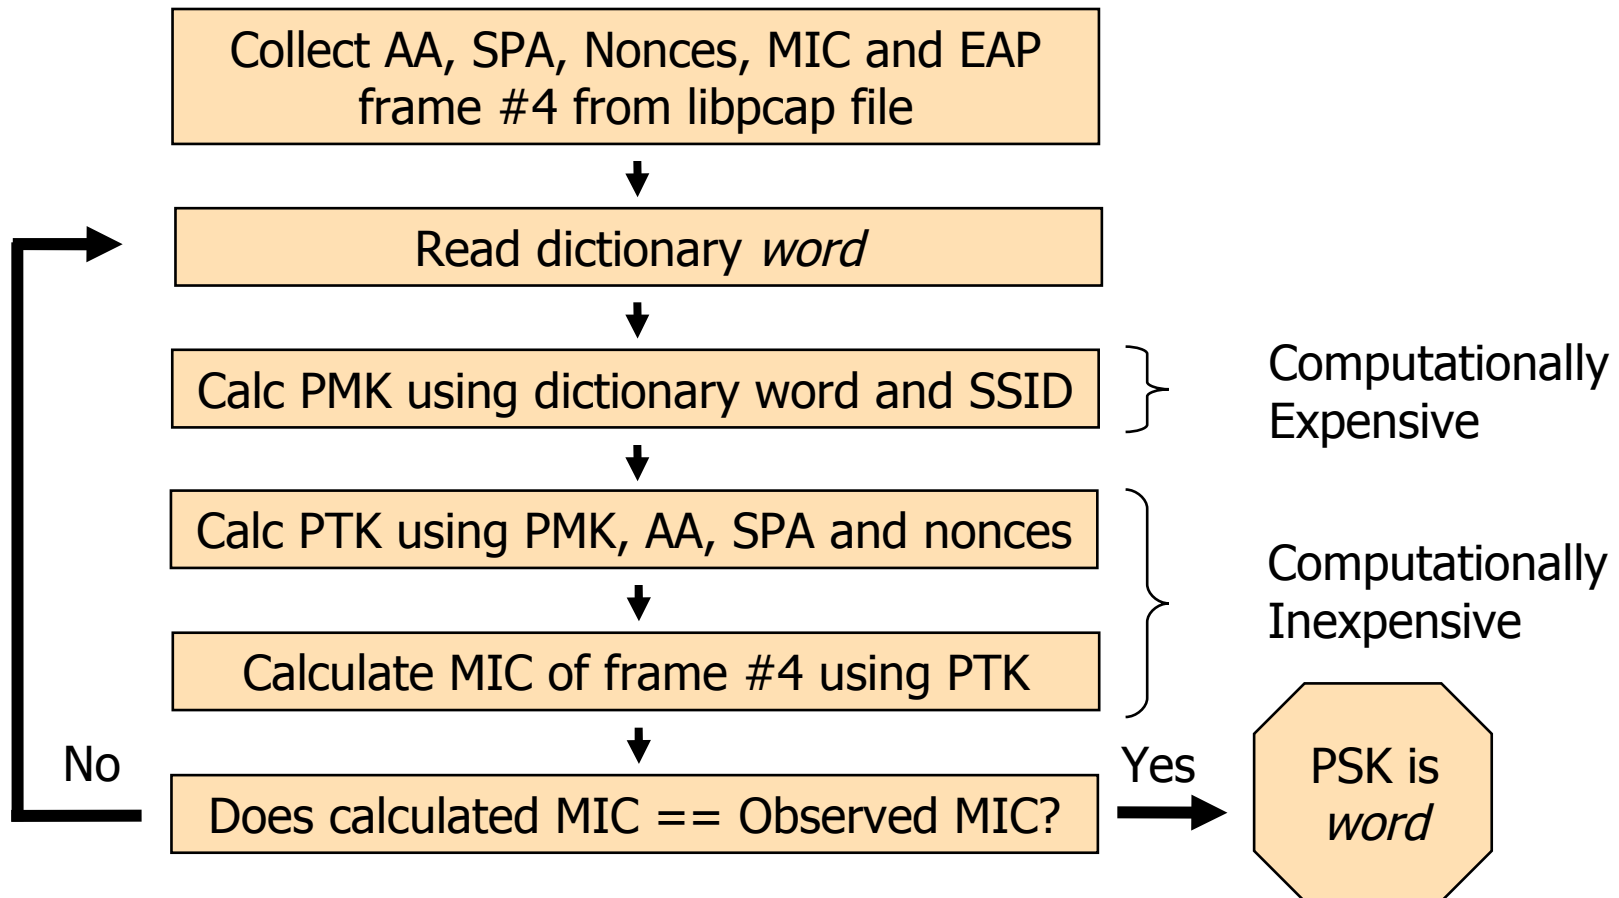 Collect AA, SPA, Nonces, MIC and EAP
frame #4 from libpcap file
Read dictionary word
Calc PMK using dictionary word and SSID
Computationally
Expensive
Calc PTK using PMK, AA, SPA and nonces
Computationally
Inexpensive
Calculate MIC of frame #4 using PTK
No
Does calculated MIC == Observed MIC?
Yes
PSK is
word